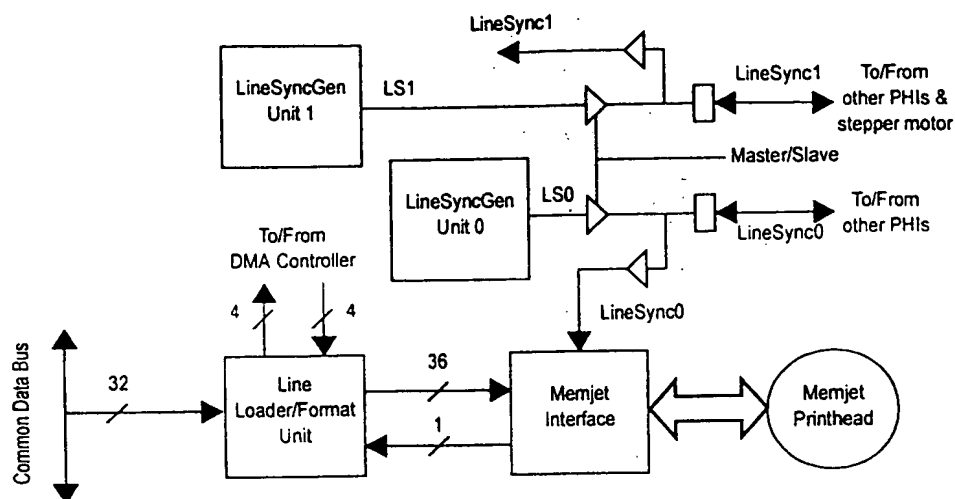 LineSync1
LineSyncGen
Unit 1
LS1
LineSync1
To/From
other PHIs &
stepper motor
Master/Slave
LineSyncGen
Unit 0
LS0
LineSync0
To/From
other PHIs
To/From
DMA Controller
4
4
LineSync0
Common Data Bus
32
Line
Loader/Format
Unit
36
1
Memjet
Interface
Memjet
Printhead